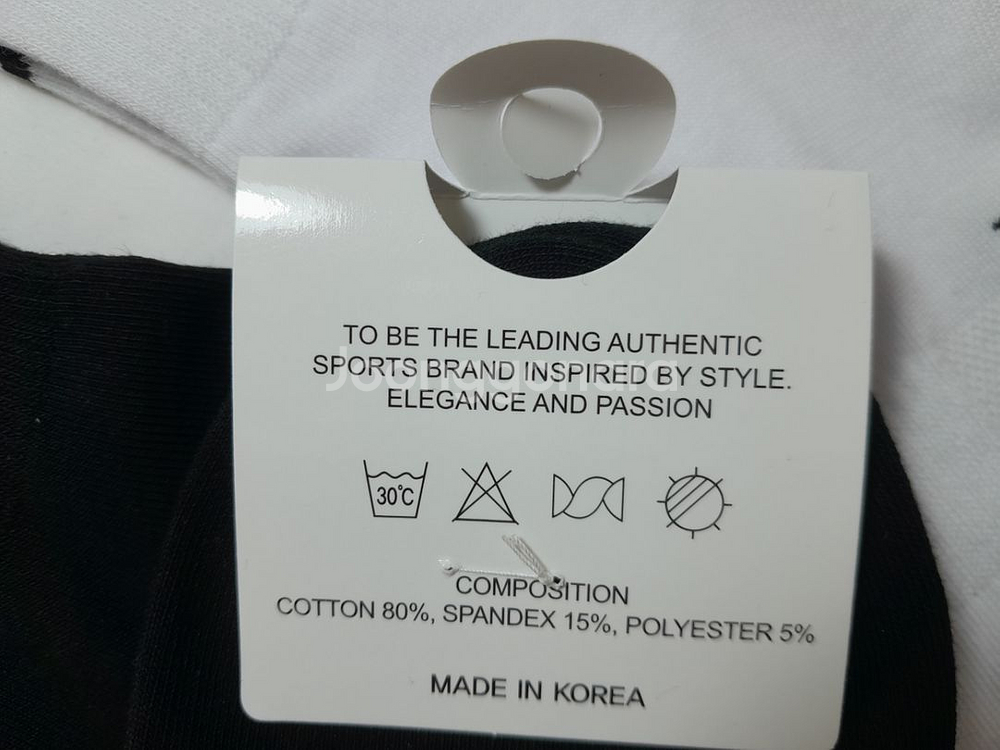 TO BE THE LEADING AUTHENTIC
SPORTS BRAND INSPIRED BY STYLE.
ELEGANCE AND PASSION
30℃
COMPOSITION
COTTON 80%, SPANDEX 15%, POLYESTER 5%
MADE IN KOREA